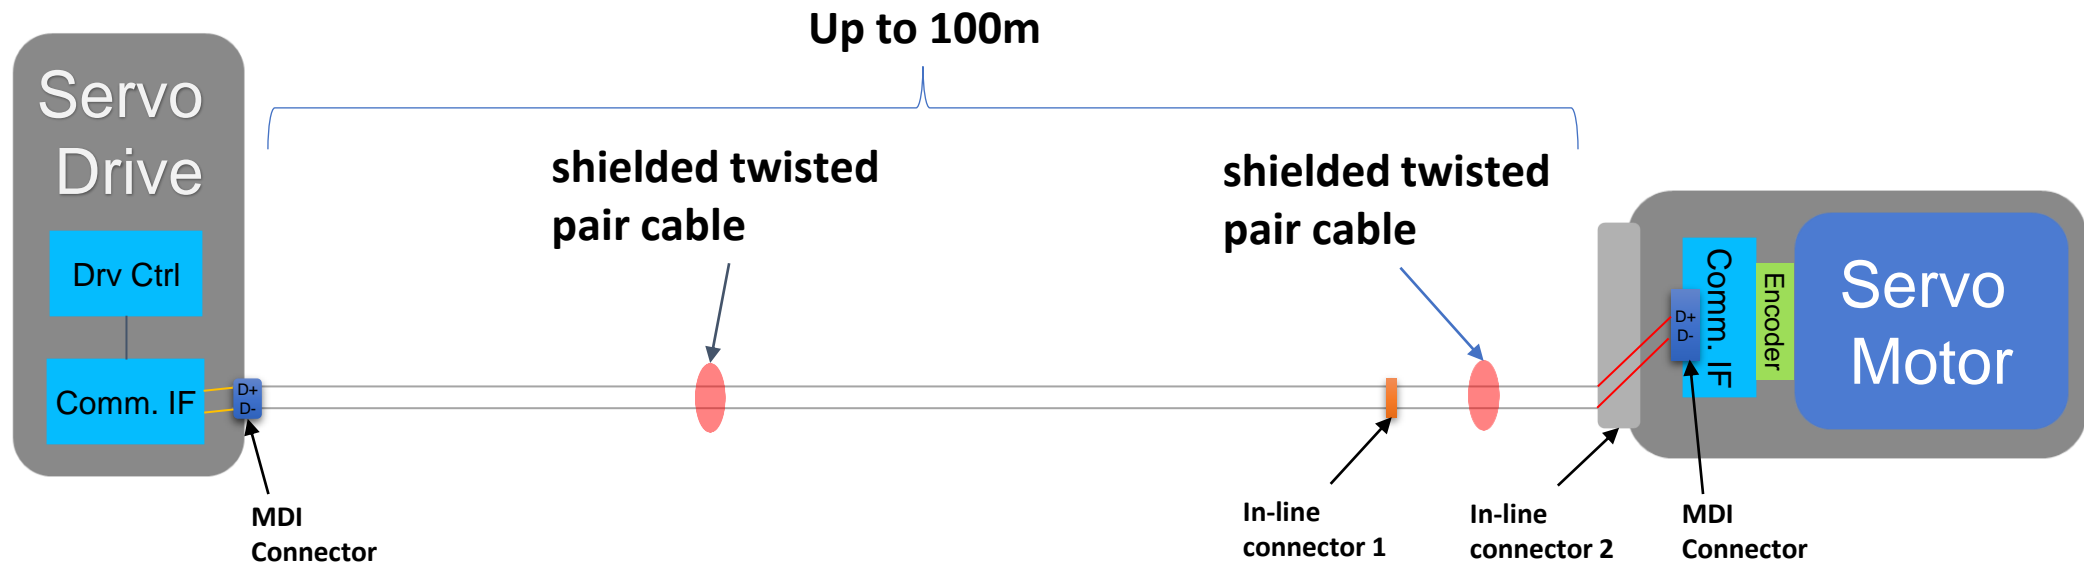 Up to 100m
Servo
Drive
Drv Ctrl
Comm. IF
D+
D-
MDI
Connector
shielded twisted
pair cable
shielded twisted
pair cable
In-line
connector 1
In-line
connector 2
D+
D-
Comm. IF
Encoder
Servo
Motor
MDI
Connector